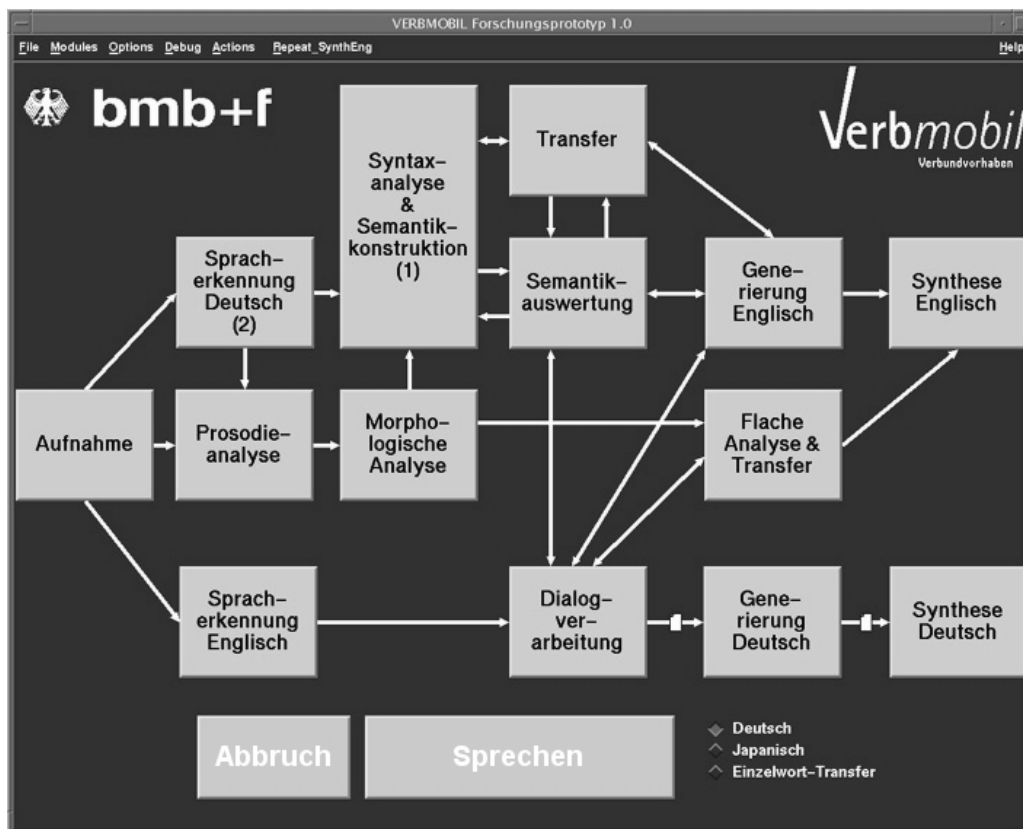 VERBMOBIL Forschungsprototyp 1.0
File Modules Options Debug Actions Repeat_SynthEng Help
bmb+f
Verbmobil
Verbundvorhaben
Syntax-
analyse
&
Semantik-
konstruktion
(1)
Transfer
Sprach-
erkennung
Deutsch
(2)
Semantik-
auswertung
Gene-
rierung
Englisch
Synthese
Englisch
Aufnahme
Prosodie-
analyse
Morpho-
logische
Analyse
Flache
Analyse &
Transfer
Sprach-
erkennung
Englisch
Dialog-
ver-
arbeitung
Gene-
rierung
Deutsch
Synthese
Deutsch
Abbruch
Sprechen
Deutsch
Japanisch
Einzelwort-Transfer